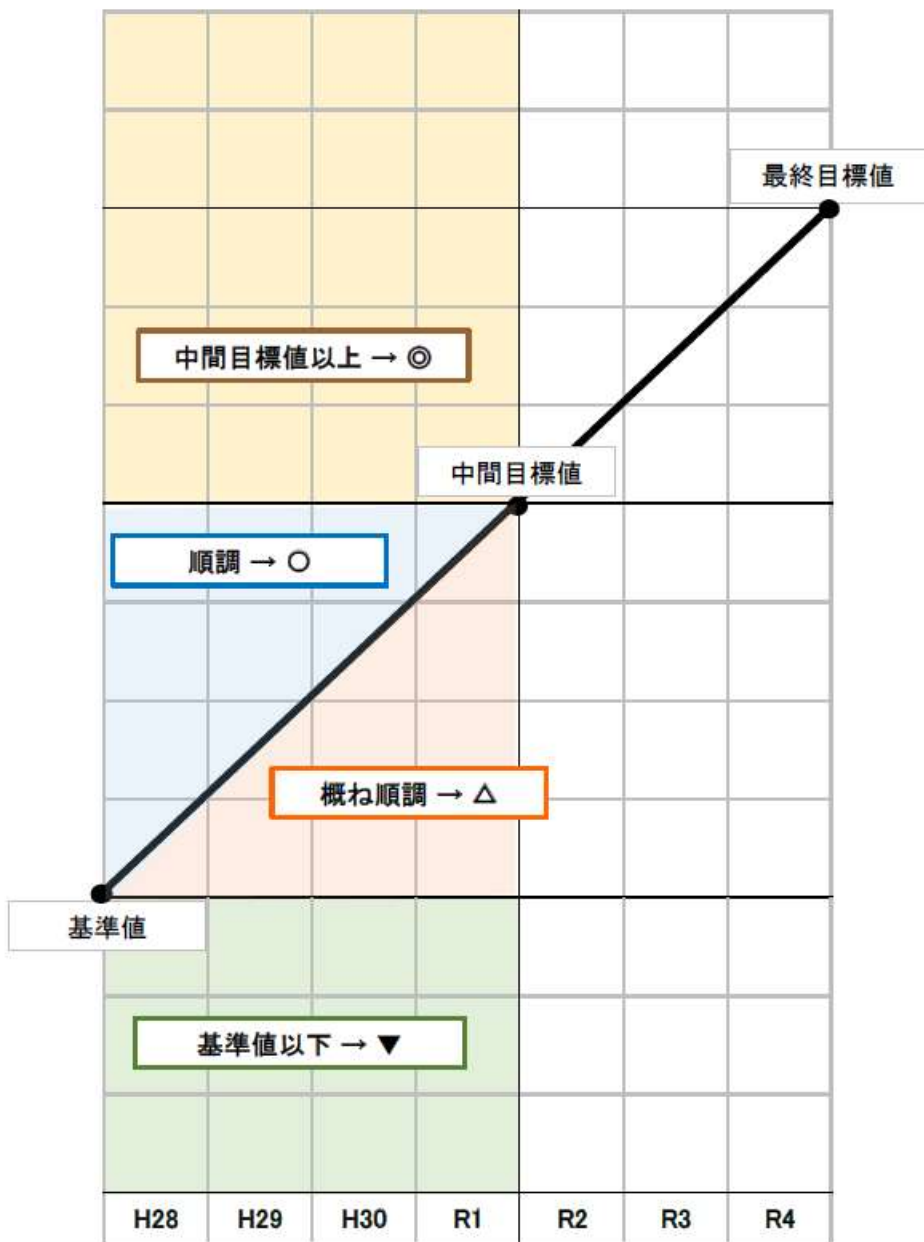 最終目標値
中間目標値以上 → ◎
中間目標値
順調 → ○
概ね順調 → △
基準値
基準値以下 → ▼
H28 H29 H30 R1 R2 R3 R4